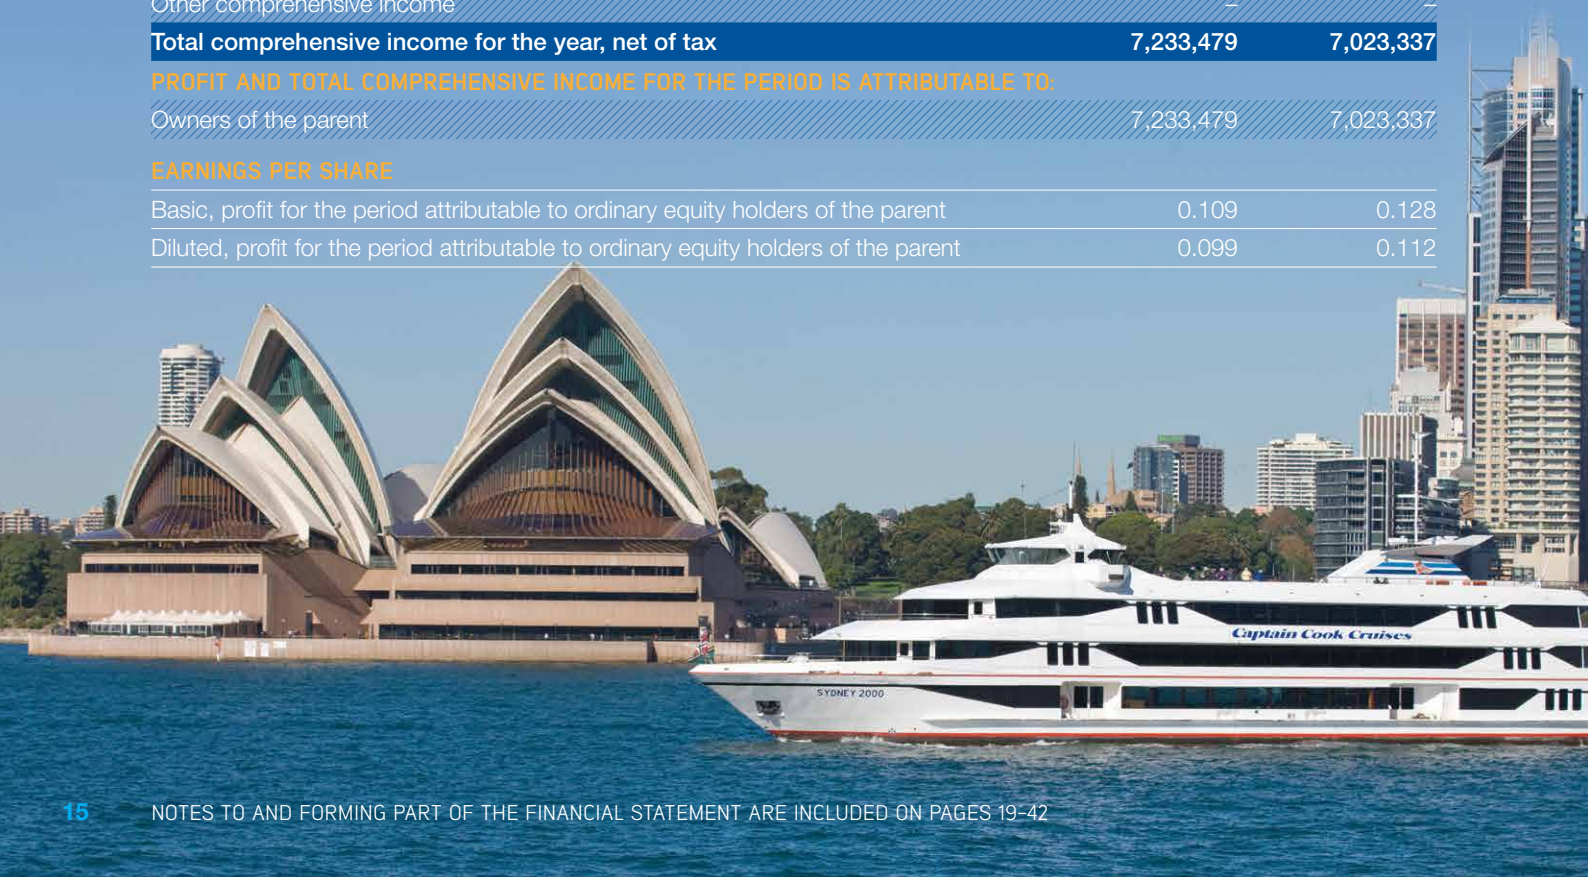 Other comprehensive income – –
Total comprehensive income for the year, net of tax 7,233,479 7,023,337
PROFIT AND TOTAL COMPREHENSIVE INCOME FOR THE PERIOD IS ATTRIBUTABLE TO:
Owners of the parent 7,233,479 7,023,337
EARNINGS PER SHARE
Basic, profit for the period attributable to ordinary equity holders of the parent 0.109 0.128
Diluted, profit for the period attributable to ordinary equity holders of the parent 0.099 0.112
Captain Cook Cruises
SYDNEY 2000
15 NOTES TO AND FORMING PART OF THE FINANCIAL STATEMENT ARE INCLUDED ON PAGES 19–42